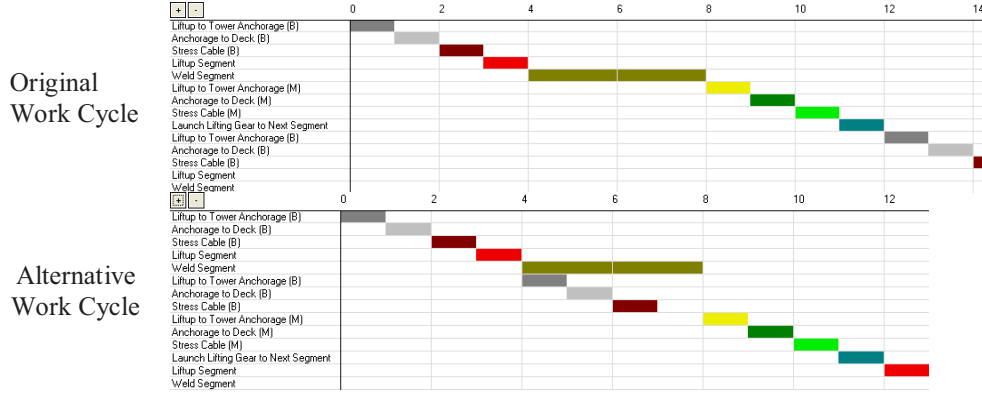 + - 0 2 4 6 8 10 12 14
Liftup to Tower Anchorage (B)
Anchorage to Deck (B)
Stress Cable (B)
Liftup Segment
Weld Segment
Liftup to Tower Anchorage (M)
Anchorage to Deck (M)
Stress Cable (M)
Launch Lifting Gear to Next Segment
Liftup to Tower Anchorage (B)
Anchorage to Deck (B)
Stress Cable (B)
Liftup Segment
Weld Segment
Original
Work Cycle
+ - 0 2 4 6 8 10 12
Liftup to Tower Anchorage (B)
Anchorage to Deck (B)
Stress Cable (B)
Liftup Segment
Weld Segment
Liftup to Tower Anchorage (B)
Anchorage to Deck (B)
Stress Cable (B)
Liftup to Tower Anchorage (M)
Anchorage to Deck (M)
Stress Cable (M)
Launch Lifting Gear to Next Segment
Liftup Segment
Weld Segment
Alternative
Work Cycle